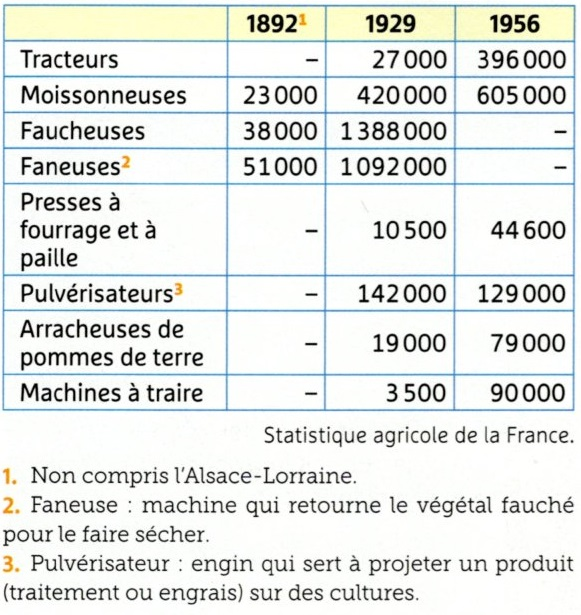 1892¹ 1929 1956
Tracteurs – 27 000 396 000
Moissonneuses 23 000 420 000 605 000
Faucheuses 38 000 1 388 000 –
Faneuses² 51 000 1 092 000 –
Presses à
fourrage et à
paille – 10 500 44 600
Pulvérisateurs³ – 142 000 129 000
Arracheuses de
pommes de terre – 19 000 79 000
Machines à traire – 3 500 90 000
Statistique agricole de la France.
1. Non compris l'Alsace-Lorraine.
2. Faneuse : machine qui retourne le végétal fauché
pour le faire sécher.
3. Pulvérisateur : engin qui sert à projeter un produit
(traitement ou engrais) sur des cultures.